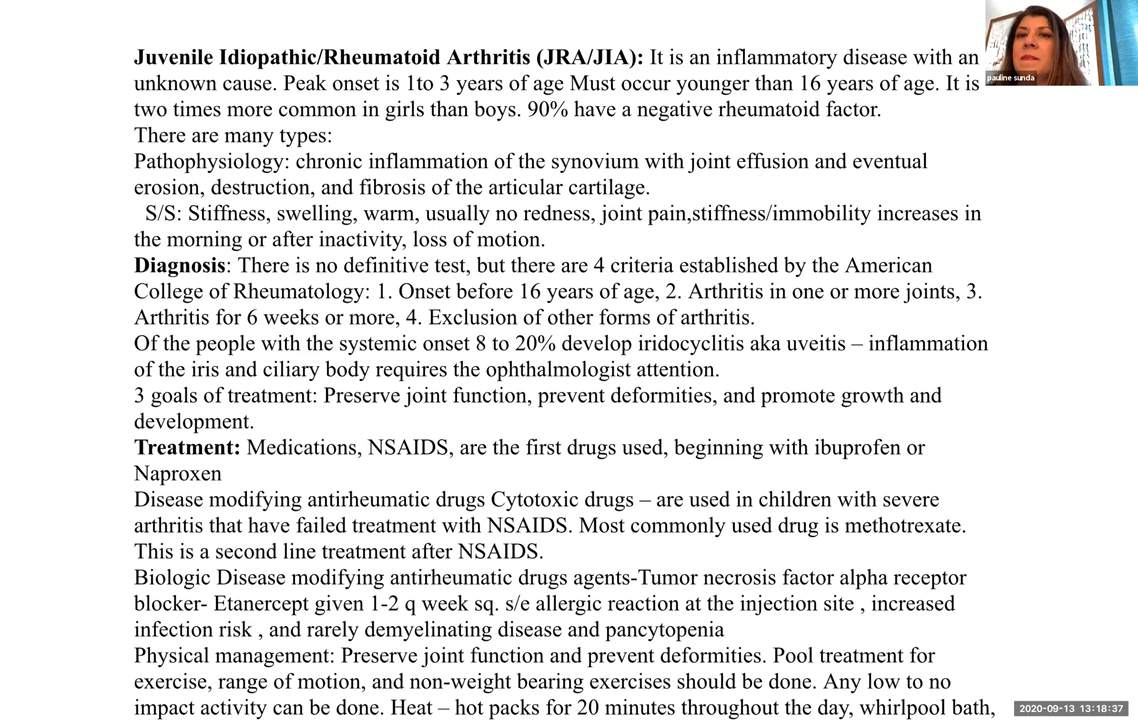 Juvenile Idiopathic/Rheumatoid Arthritis (JRA/JIA): It is an inflammatory disease with an
unknown cause. Peak onset is 1to 3 years of age Must occur younger than 16 years of age. It is
two times more common in girls than boys. 90% have a negative rheumatoid factor.
There are many types:
Pathophysiology: chronic inflammation of the synovium with joint effusion and eventual
erosion, destruction, and fibrosis of the articular cartilage.
S/S: Stiffness, swelling, warm, usually no redness, joint pain,stiffness/immobility increases in
the morning or after inactivity, loss of motion.
Diagnosis: There is no definitive test, but there are 4 criteria established by the American
College of Rheumatology: 1. Onset before 16 years of age, 2. Arthritis in one or more joints, 3.
Arthritis for 6 weeks or more, 4. Exclusion of other forms of arthritis.
Of the people with the systemic onset 8 to 20% develop iridocyclitis aka uveitis – inflammation
of the iris and ciliary body requires the ophthalmologist attention.
3 goals of treatment: Preserve joint function, prevent deformities, and promote growth and
development.
Treatment: Medications, NSAIDS, are the first drugs used, beginning with ibuprofen or
Naproxen
Disease modifying antirheumatic drugs Cytotoxic drugs – are used in children with severe
arthritis that have failed treatment with NSAIDS. Most commonly used drug is methotrexate.
This is a second line treatment after NSAIDS.
Biologic Disease modifying antirheumatic drugs agents-Tumor necrosis factor alpha receptor
blocker- Etanercept given 1-2 q week sq. s/e allergic reaction at the injection site , increased
infection risk , and rarely demyelinating disease and pancytopenia
Physical management: Preserve joint function and prevent deformities. Pool treatment for
exercise, range of motion, and non-weight bearing exercises should be done. Any low to no
impact activity can be done. Heat – hot packs for 20 minutes throughout the day, whirlpool bath,
pauline sunda
2020-09-13 13:18:37